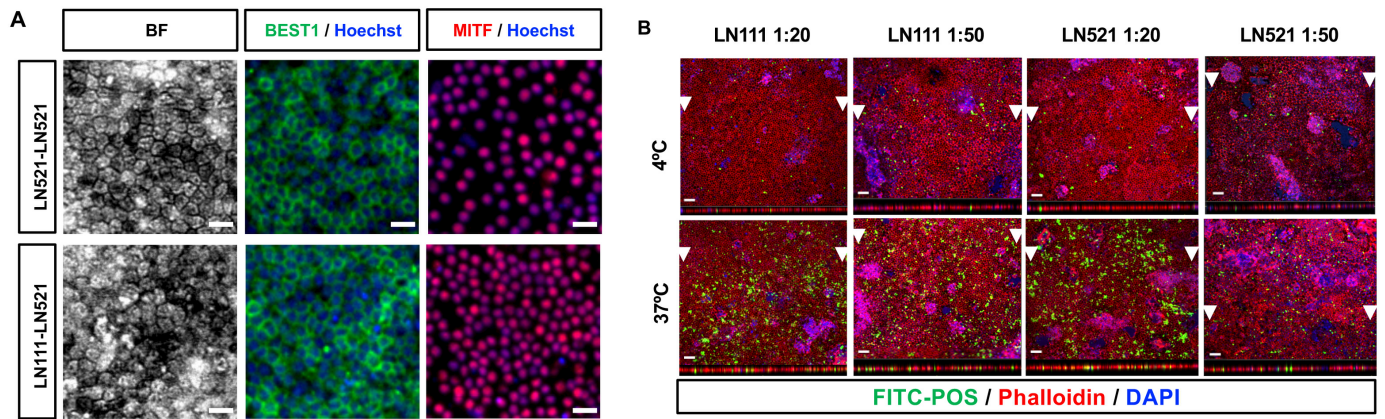 A
BF
BEST1 / Hoechst
MITF / Hoechst
LN521-LN521
LN111-LN521
B
LN111 1:20
LN111 1:50
LN521 1:20
LN521 1:50
4ºC
37ºC
FITC-POS / Phalloidin / DAPI